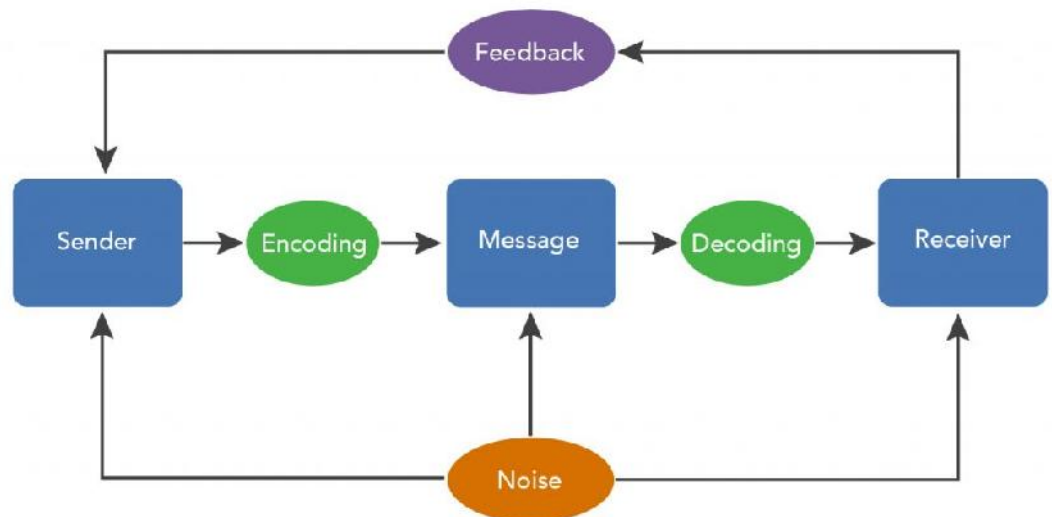 Feedback
Sender
Encoding
Message
Decoding
Receiver
Noise